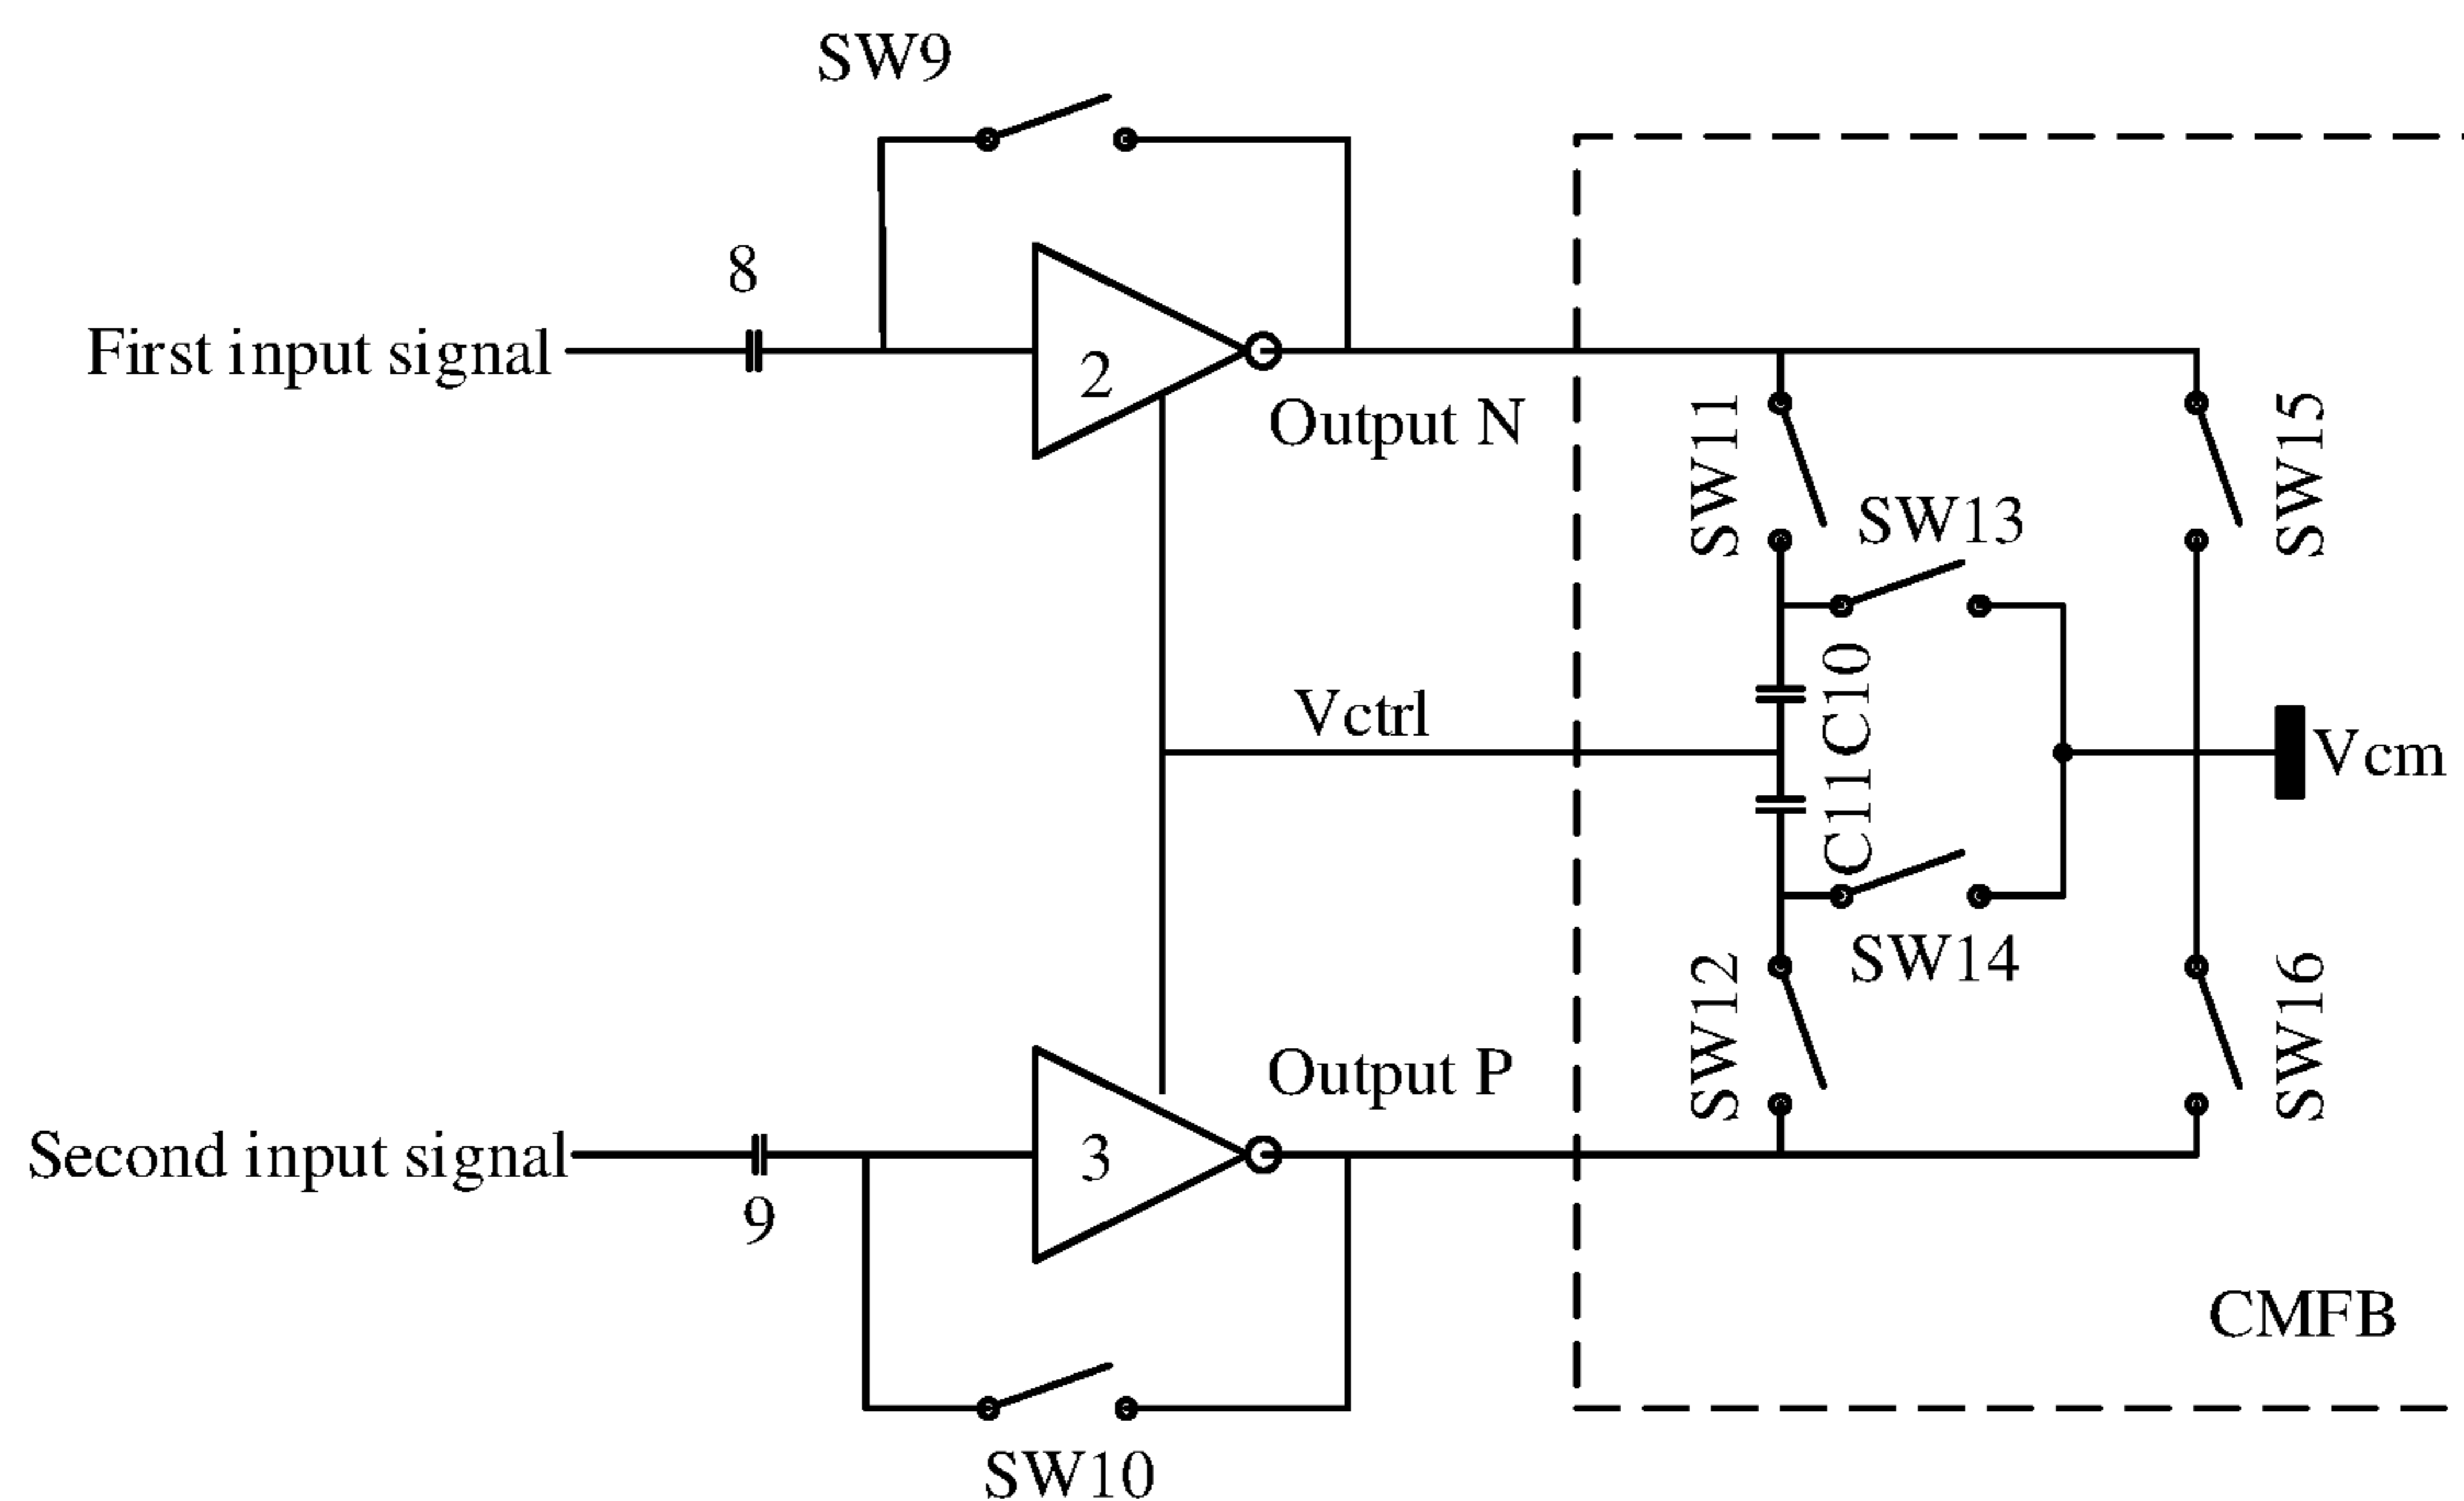 SW9
8
First input signal
2
Output N
SW11
SW15
SW13
C10
Vctrl
Vcm
C11
SW14
SW12
SW16
Output P
Second input signal
3
9
CMFB
SW10